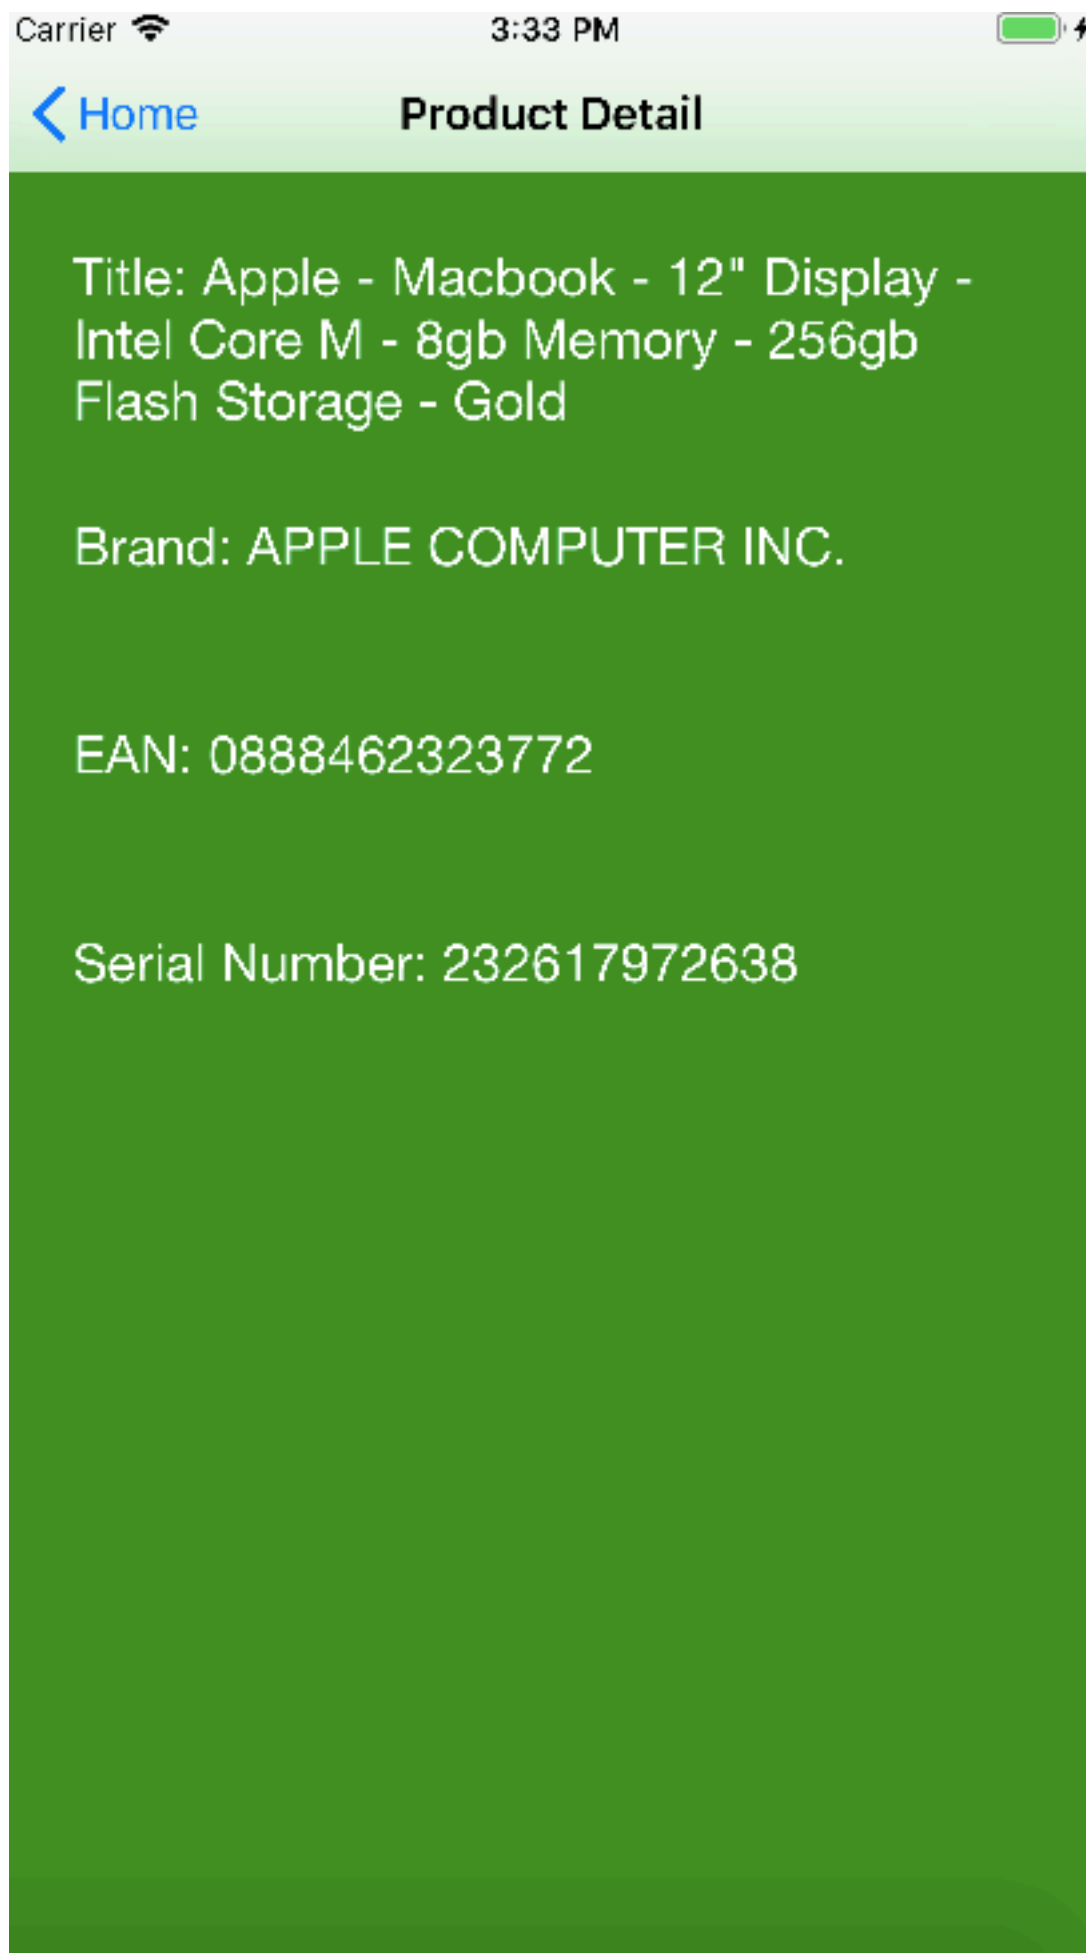 Carrier
3:33 PM
Home
Product Detail
Title: Apple - Macbook - 12" Display -
Intel Core M - 8gb Memory - 256gb
Flash Storage - Gold
Brand: APPLE COMPUTER INC.
EAN: 0888462323772
Serial Number: 232617972638